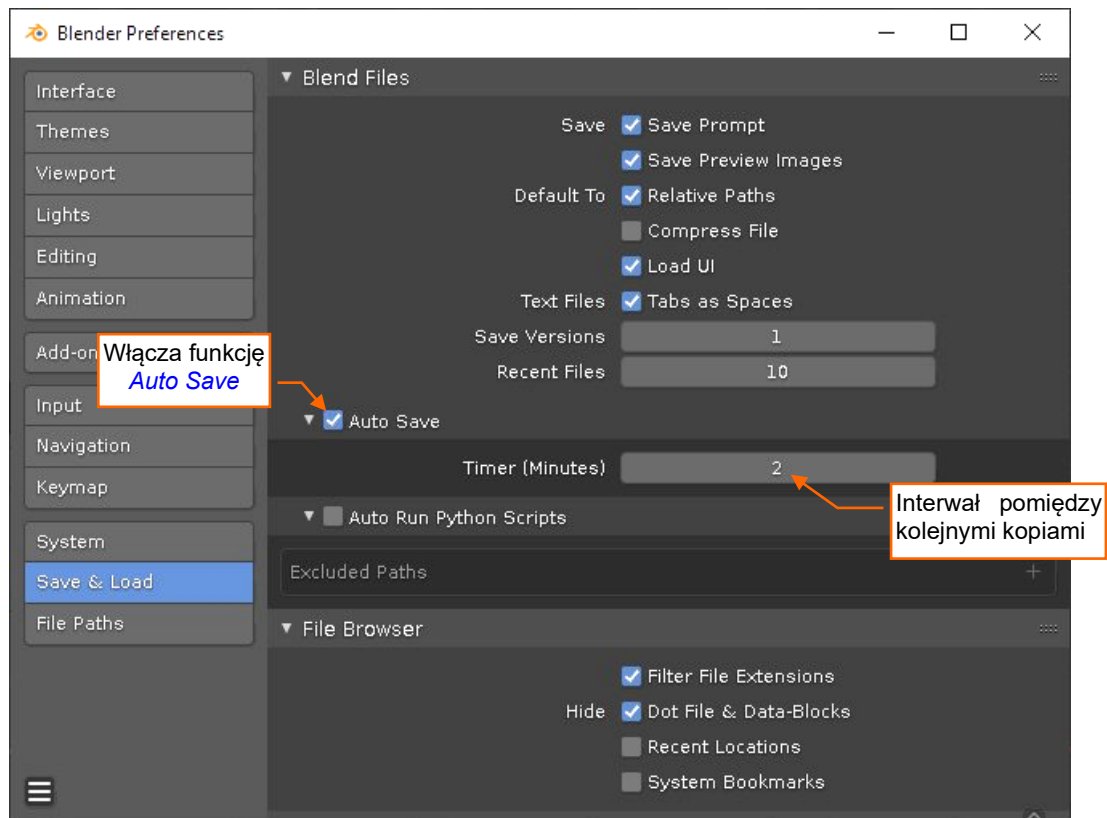 Blender Preferences
Interface
Themes
Viewport
Lights
Editing
Animation
Add-on
Input
Navigation
Keymap
System
Save & Load
File Paths
Blend Files
Save Save Prompt
Save Preview Images
Default To Relative Paths
Compress File
Load UI
Text Files Tabs as Spaces
Save Versions 1
Recent Files 10
Włącza funkcję
Auto Save
Auto Save
Timer (Minutes) 2
Interwał pomiędzy
kolejnymi kopiami
Auto Run Python Scripts
Excluded Paths
File Browser
Filter File Extensions
Hide Dot File & Data-Blocks
Recent Locations
System Bookmarks